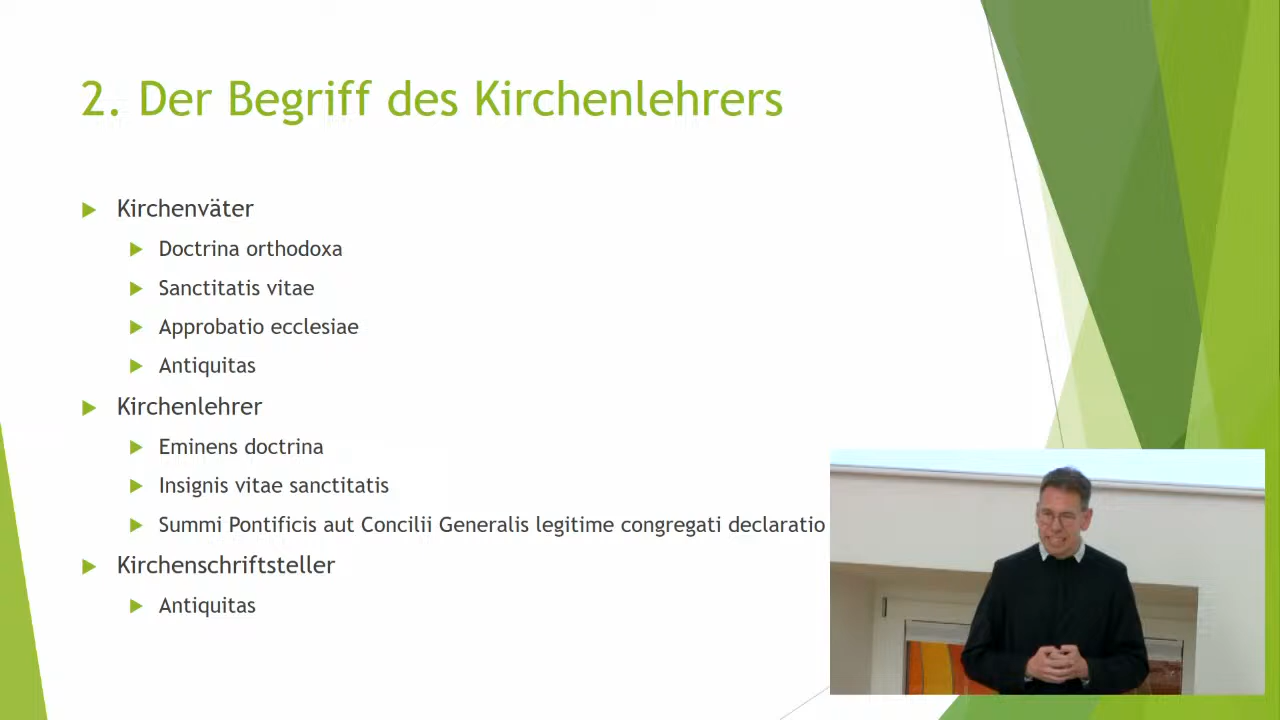 2. Der Begriff des Kirchenlehrers
Kirchenväter
Doctrina orthodoxa
Sanctitatis vitae
Approbatio ecclesiae
Antiquitas
Kirchenlehrer
Eminens doctrina
Insignis vitae sanctitatis
Summi Pontificis aut Concilii Generalis legitime congregati declaratio
Kirchenschriftsteller
Antiquitas